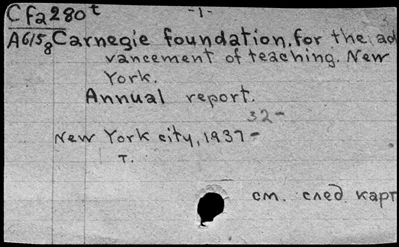 Cfa280t -1-
A615g Carnegie foundation for the ad
vancement of teaching. New
York.
Annual report.
32-
New York city, 1937-
т.
см. след карт